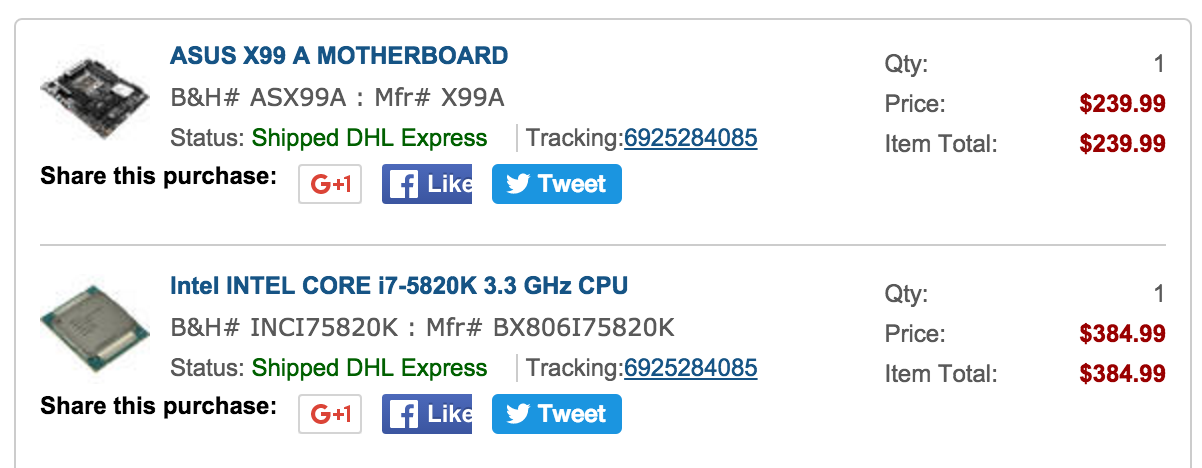 ASUS X99 A MOTHERBOARD
B&H# ASX99A : Mfr# X99A
Status: Shipped DHL Express | Tracking:6925284085
Share this purchase: G+1 Like Tweet
Qty: 1
Price: $239.99
Item Total: $239.99
Intel INTEL CORE i7-5820K 3.3 GHz CPU
B&H# INCI75820K : Mfr# BX806I75820K
Status: Shipped DHL Express | Tracking:6925284085
Share this purchase: G+1 Like Tweet
Qty: 1
Price: $384.99
Item Total: $384.99